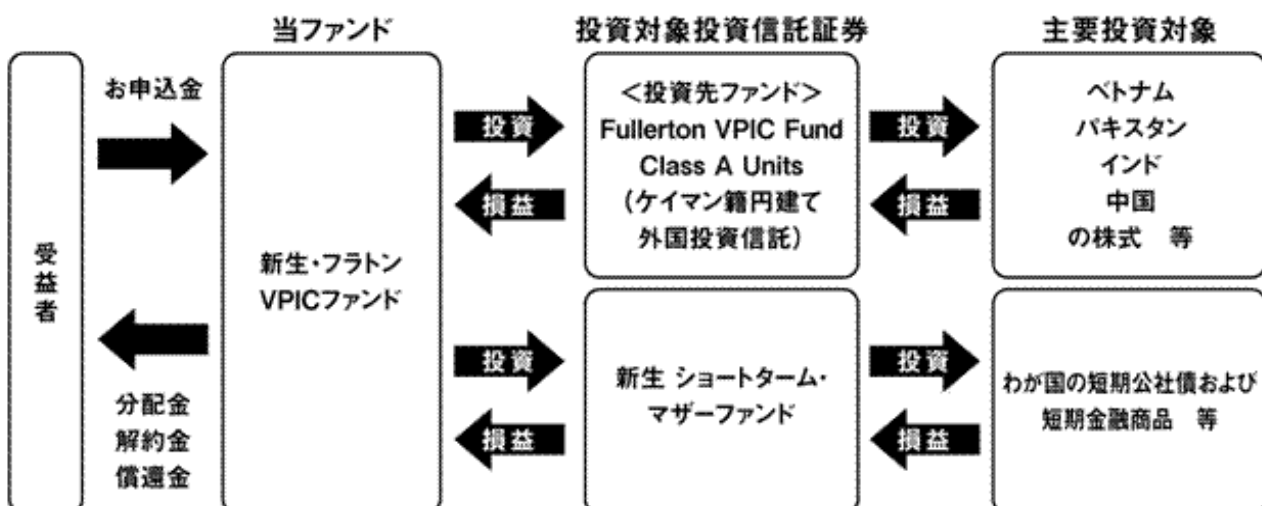 当ファンド
投資対象投資信託証券
主要投資対象
受益者
お申込金
分配金
解約金
償還金
新生・フラトン
VPICファンド
投資
損益
<投資先ファンド>
Fullerton VPIC Fund
Class A Units
(ケイマン籍円建て
外国投資信託)
投資
損益
ベトナム
パキスタン
インド
中国
の株式 等
投資
損益
新生 ショートターム・
マザーファンド
投資
損益
わが国の短期公社債および
短期金融商品 等